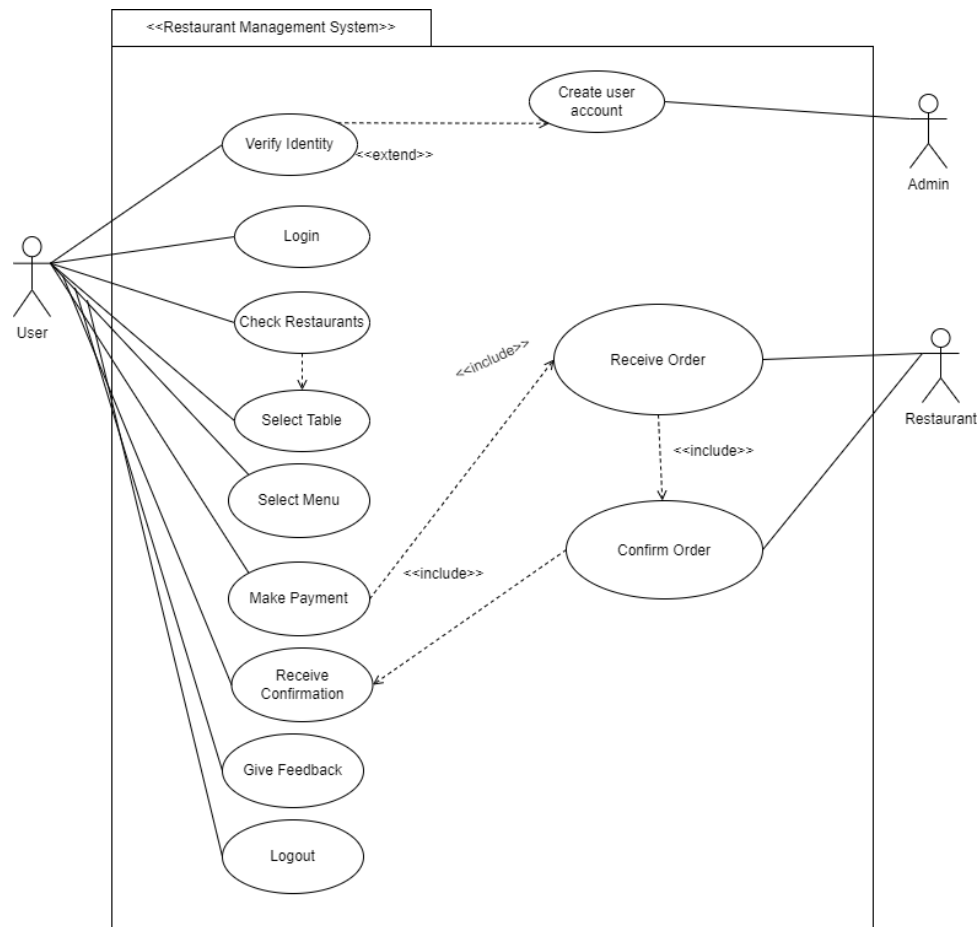 <<Restaurant Management System>>
Create user
account
Verify Identity
<<extend>>
Admin
Login
User
Check Restaurants
<<include>>
Receive Order
Restaurant
Select Table
<<include>>
Select Menu
Confirm Order
<<include>>
Make Payment
Receive
Confirmation
Give Feedback
Logout